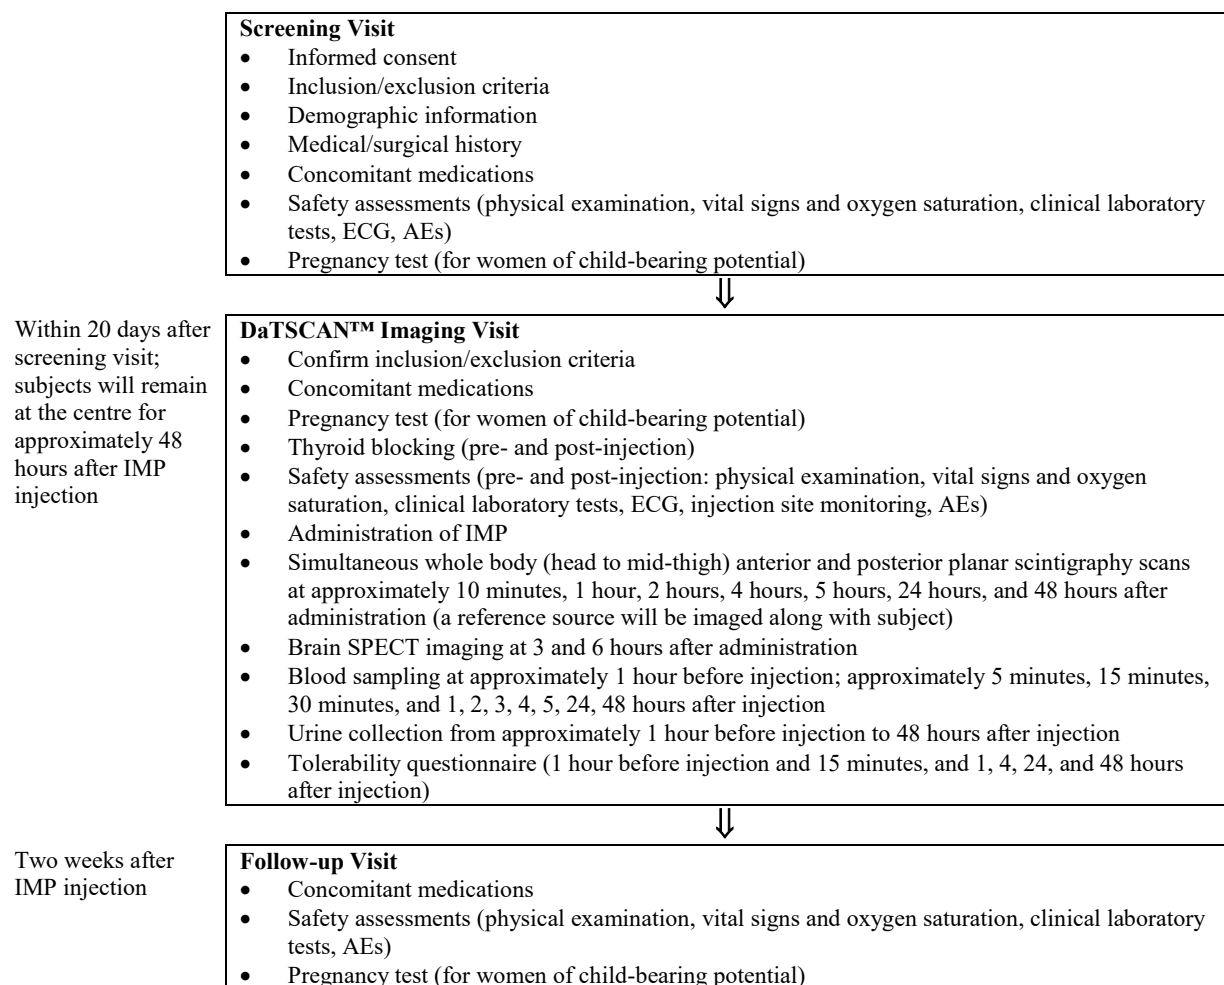 Screening Visit
• Informed consent
• Inclusion/exclusion criteria
• Demographic information
• Medical/surgical history
• Concomitant medications
• Safety assessments (physical examination, vital signs and oxygen saturation, clinical laboratory
tests, ECG, AEs)
• Pregnancy test (for women of child-bearing potential)
⇓
Within 20 days after
screening visit;
subjects will remain
at the centre for
approximately 48
hours after IMP
injection
DaTSCAN™ Imaging Visit
• Confirm inclusion/exclusion criteria
• Concomitant medications
• Pregnancy test (for women of child-bearing potential)
• Thyroid blocking (pre- and post-injection)
• Safety assessments (pre- and post-injection: physical examination, vital signs and oxygen
saturation, clinical laboratory tests, ECG, injection site monitoring, AEs)
• Administration of IMP
• Simultaneous whole body (head to mid-thigh) anterior and posterior planar scintigraphy scans
at approximately 10 minutes, 1 hour, 2 hours, 4 hours, 5 hours, 24 hours, and 48 hours after
administration (a reference source will be imaged along with subject)
• Brain SPECT imaging at 3 and 6 hours after administration
• Blood sampling at approximately 1 hour before injection; approximately 5 minutes, 15 minutes,
30 minutes, and 1, 2, 3, 4, 5, 24, 48 hours after injection
• Urine collection from approximately 1 hour before injection to 48 hours after injection
• Tolerability questionnaire (1 hour before injection and 15 minutes, and 1, 4, 24, and 48 hours
after injection)
⇓
Two weeks after
IMP injection
Follow-up Visit
• Concomitant medications
• Safety assessments (physical examination, vital signs and oxygen saturation, clinical laboratory
tests, AEs)
• Pregnancy test (for women of child-bearing potential)